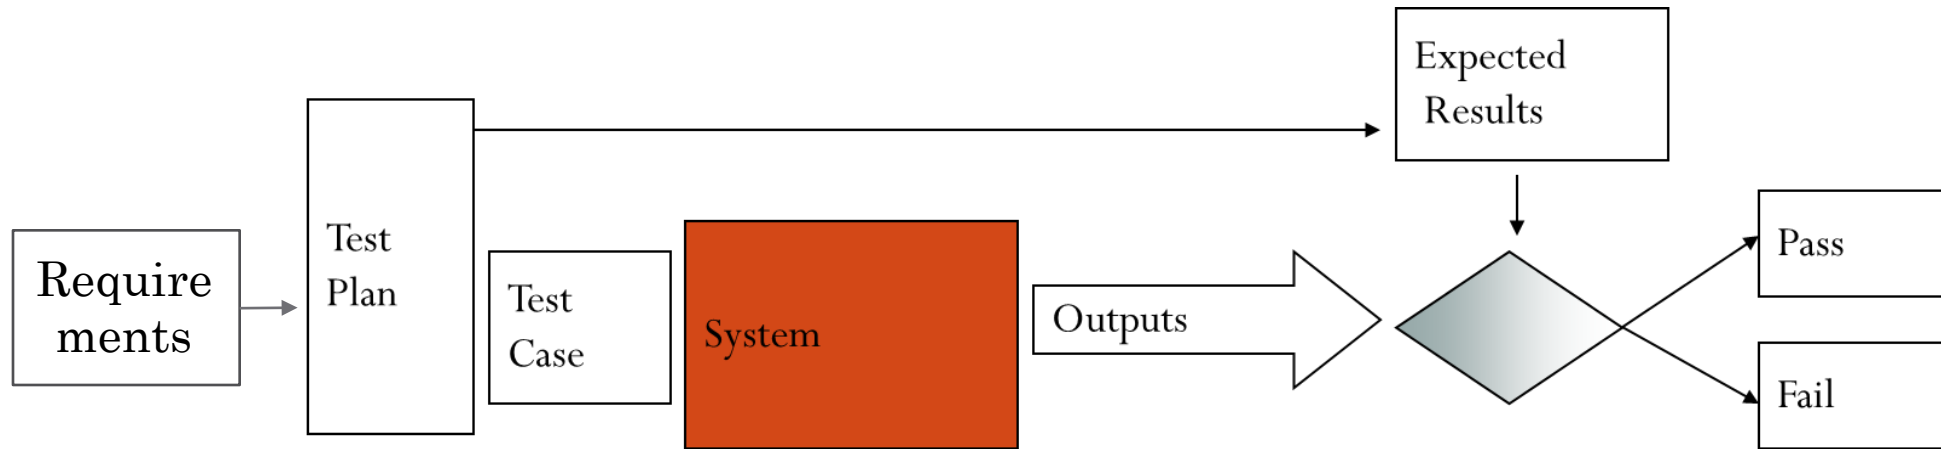 Require
ments
Test
Plan
Test
Case
System
Outputs
Expected
Results
Pass
Fail